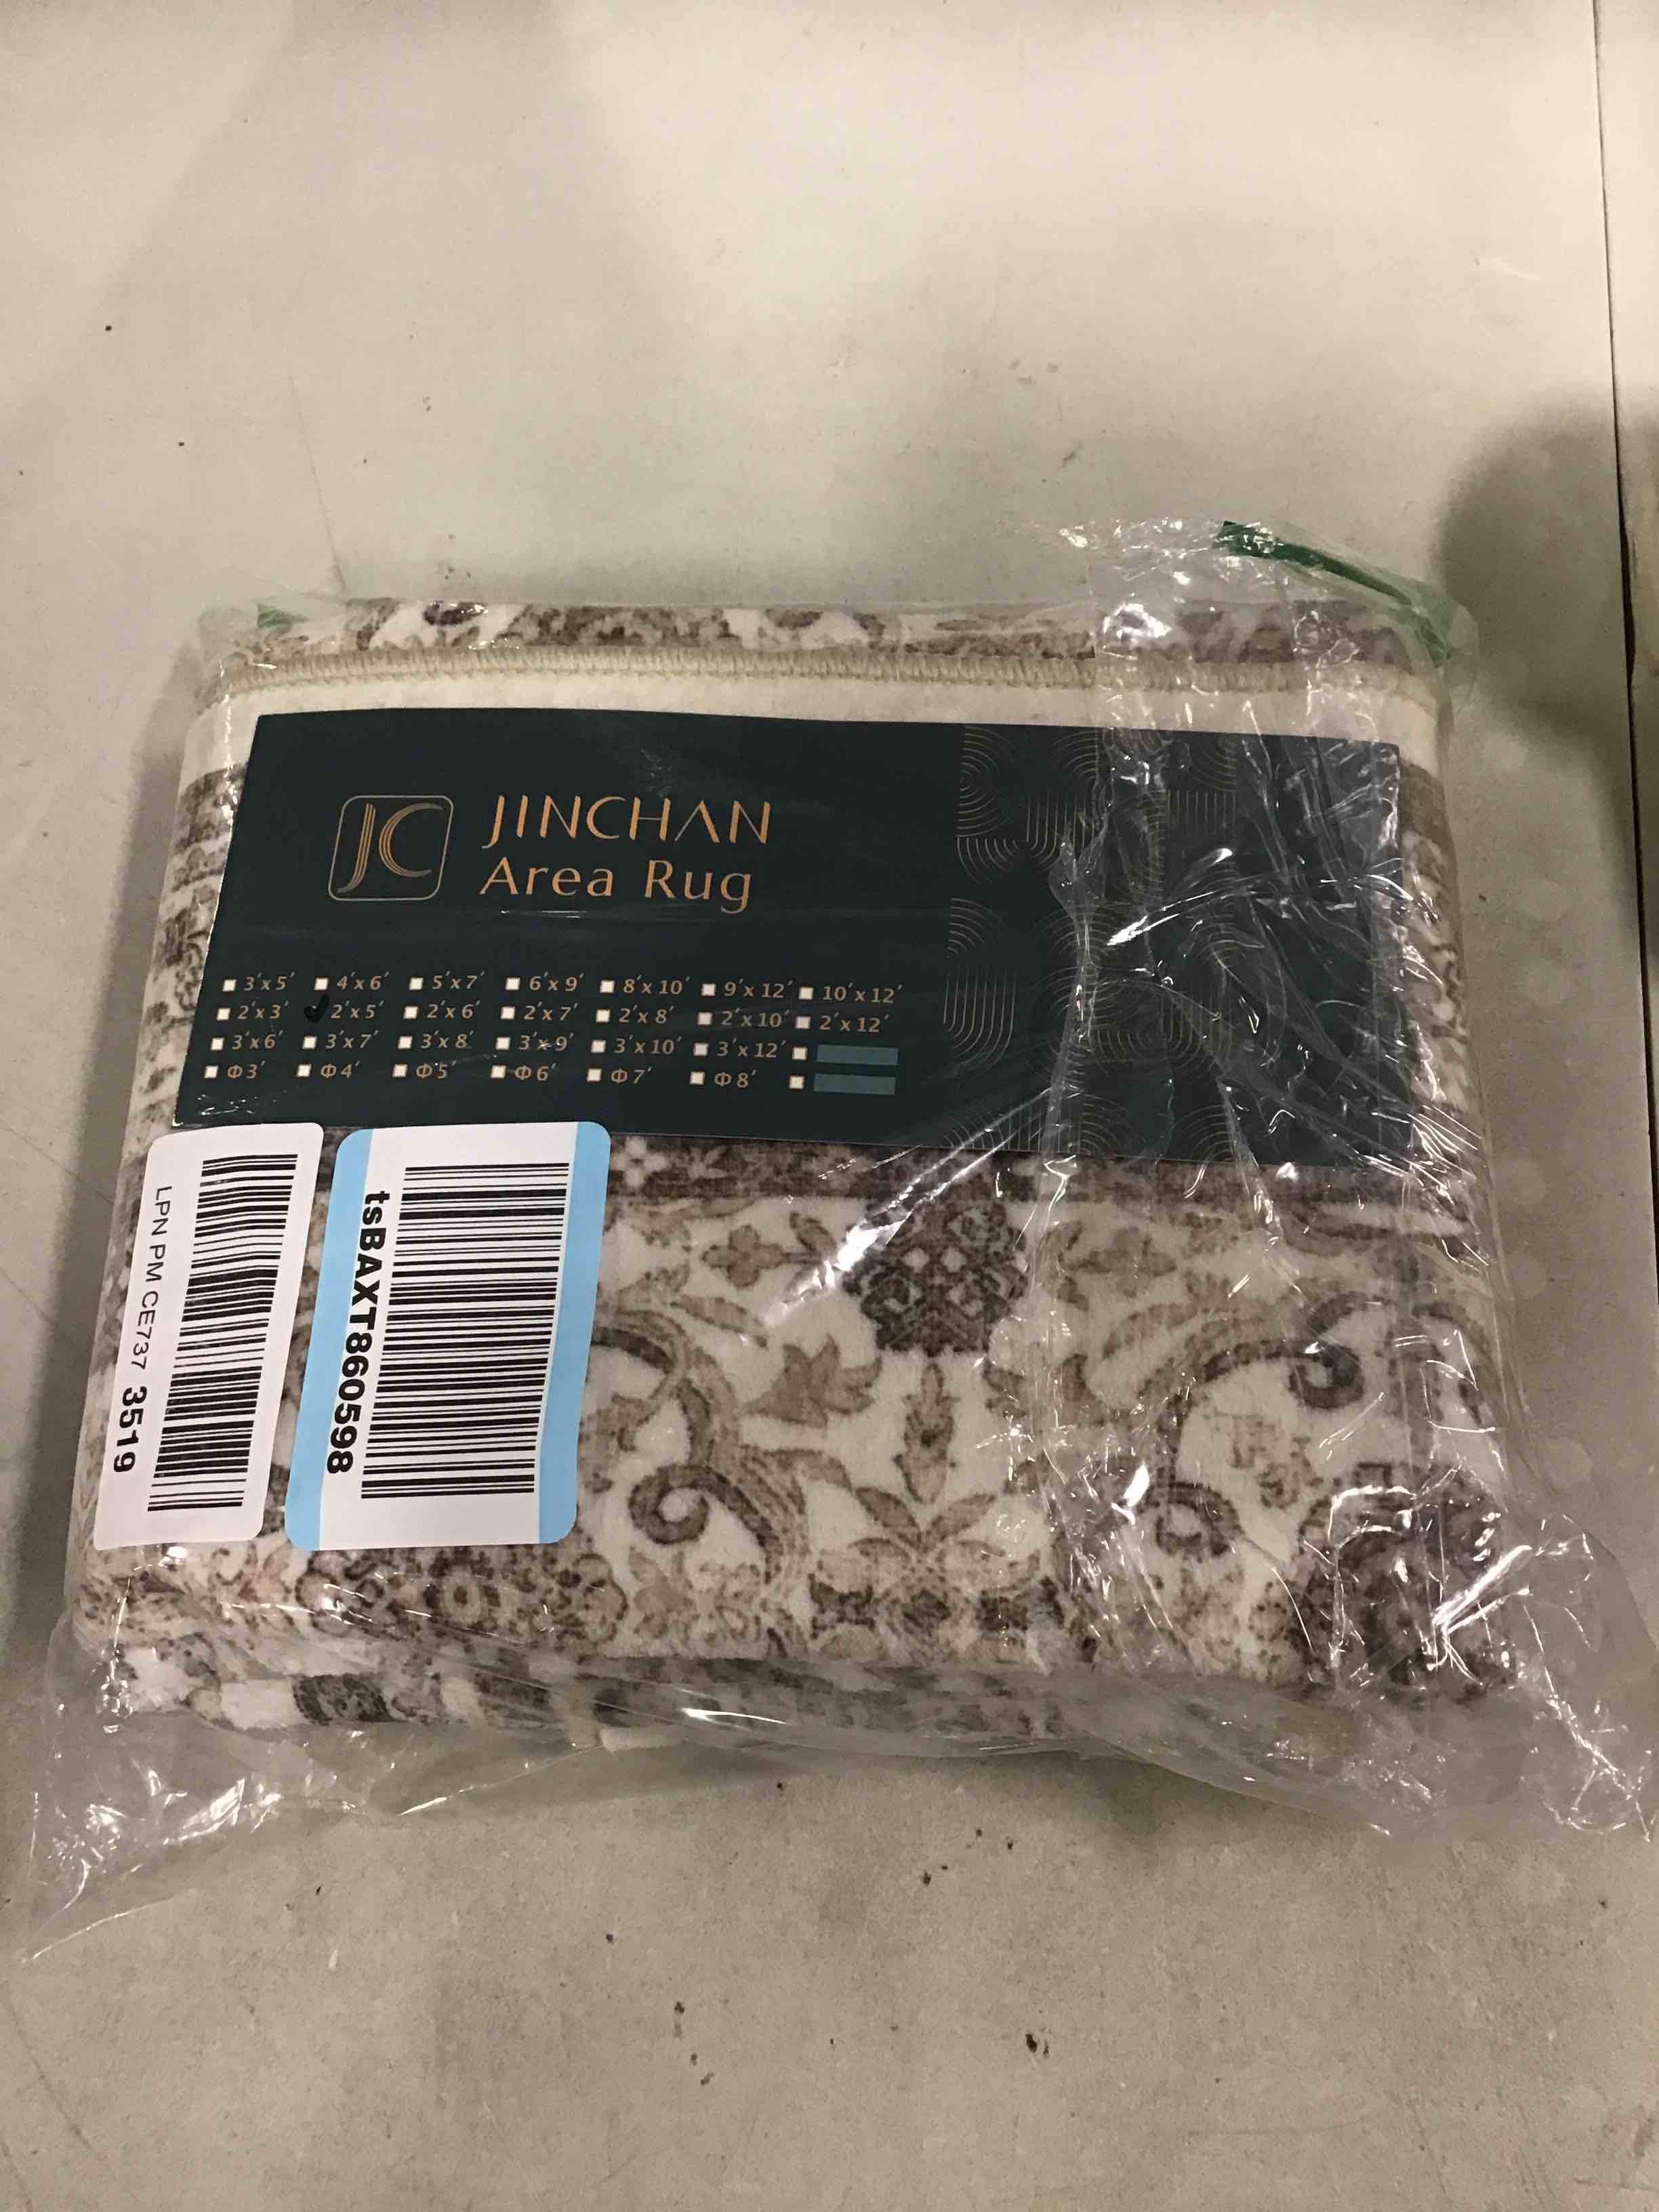 JC
JINCHAN
Area Rug
3'x5' 4'x6' 5'x7' 6'x9' 8'x10' 9'x12' 10'x12'
2'x3' 2'x5' 2'x6' 2'x7' 2'x8' 2'x10' 2'x12'
3'x6' 3'x7' 3'x8' 3'x9' 3'x10' 3'x12'
Φ3' Φ4' Φ5' Φ6' Φ7' Φ8'
LPN PM CE737 3519
tsBAXT860598